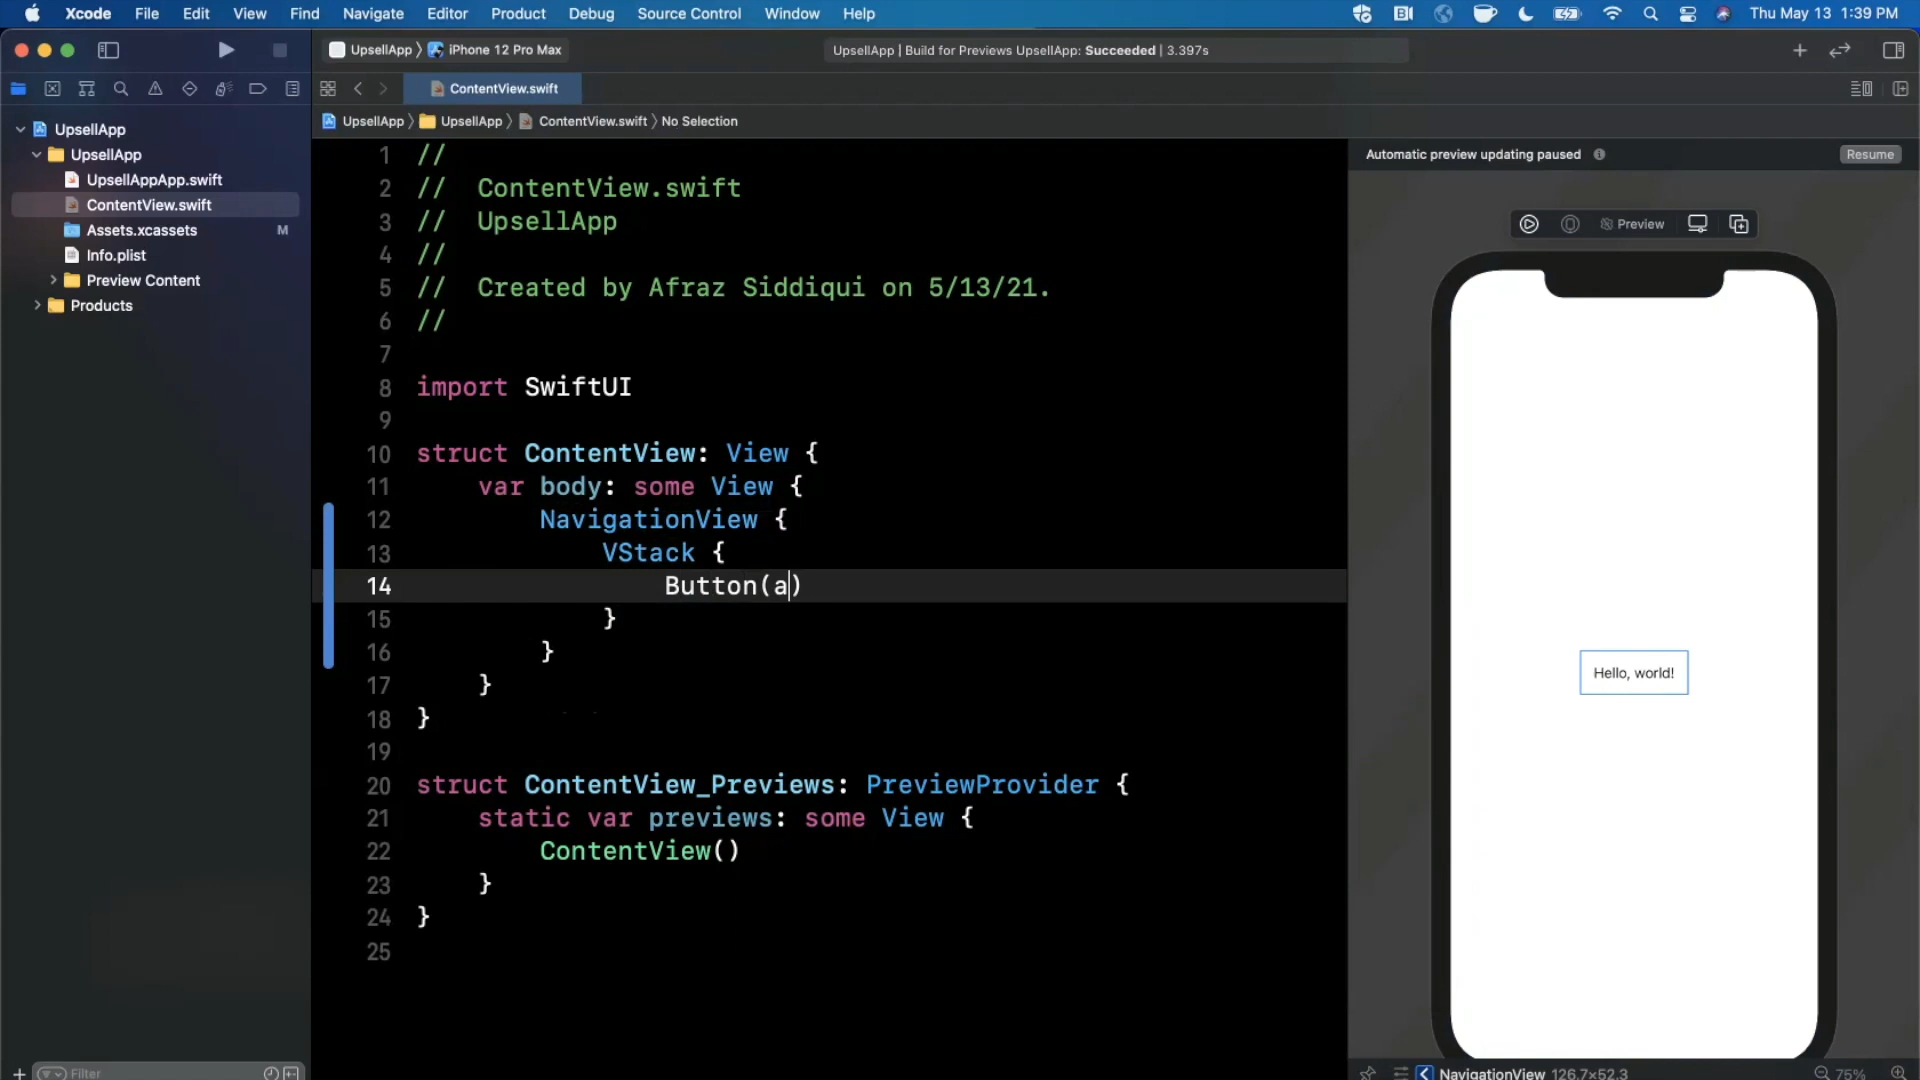 Xcode File Edit View Find Navigate Editor Product Debug Source Control Window Help Thu May 13 1:39 PM
UpsellApp 〉 iPhone 12 Pro Max
UpsellApp | Build for Previews UpsellApp: Succeeded | 3.397s
ContentView.swift
UpsellApp 〉 UpsellApp 〉 ContentView.swift 〉 No Selection
UpsellApp
UpsellApp
UpsellAppApp.swift
ContentView.swift
Assets.xcassets M
Info.plist
Preview Content
Products
Filter
1 //
2 //  ContentView.swift
3 //  UpsellApp
4 //
5 //  Created by Afraz Siddiqui on 5/13/21.
6 //
7
8 import SwiftUI
9
10 struct ContentView: View {
11     var body: some View {
12         NavigationView {
13             VStack {
14                 Button(a)
15             }
16         }
17     }
18 }
19
20 struct ContentView_Previews: PreviewProvider {
21     static var previews: some View {
22         ContentView()
23     }
24 }
25
Automatic preview updating paused Resume
Preview
Hello, world!
NavigationView 126.7×52.3 75%